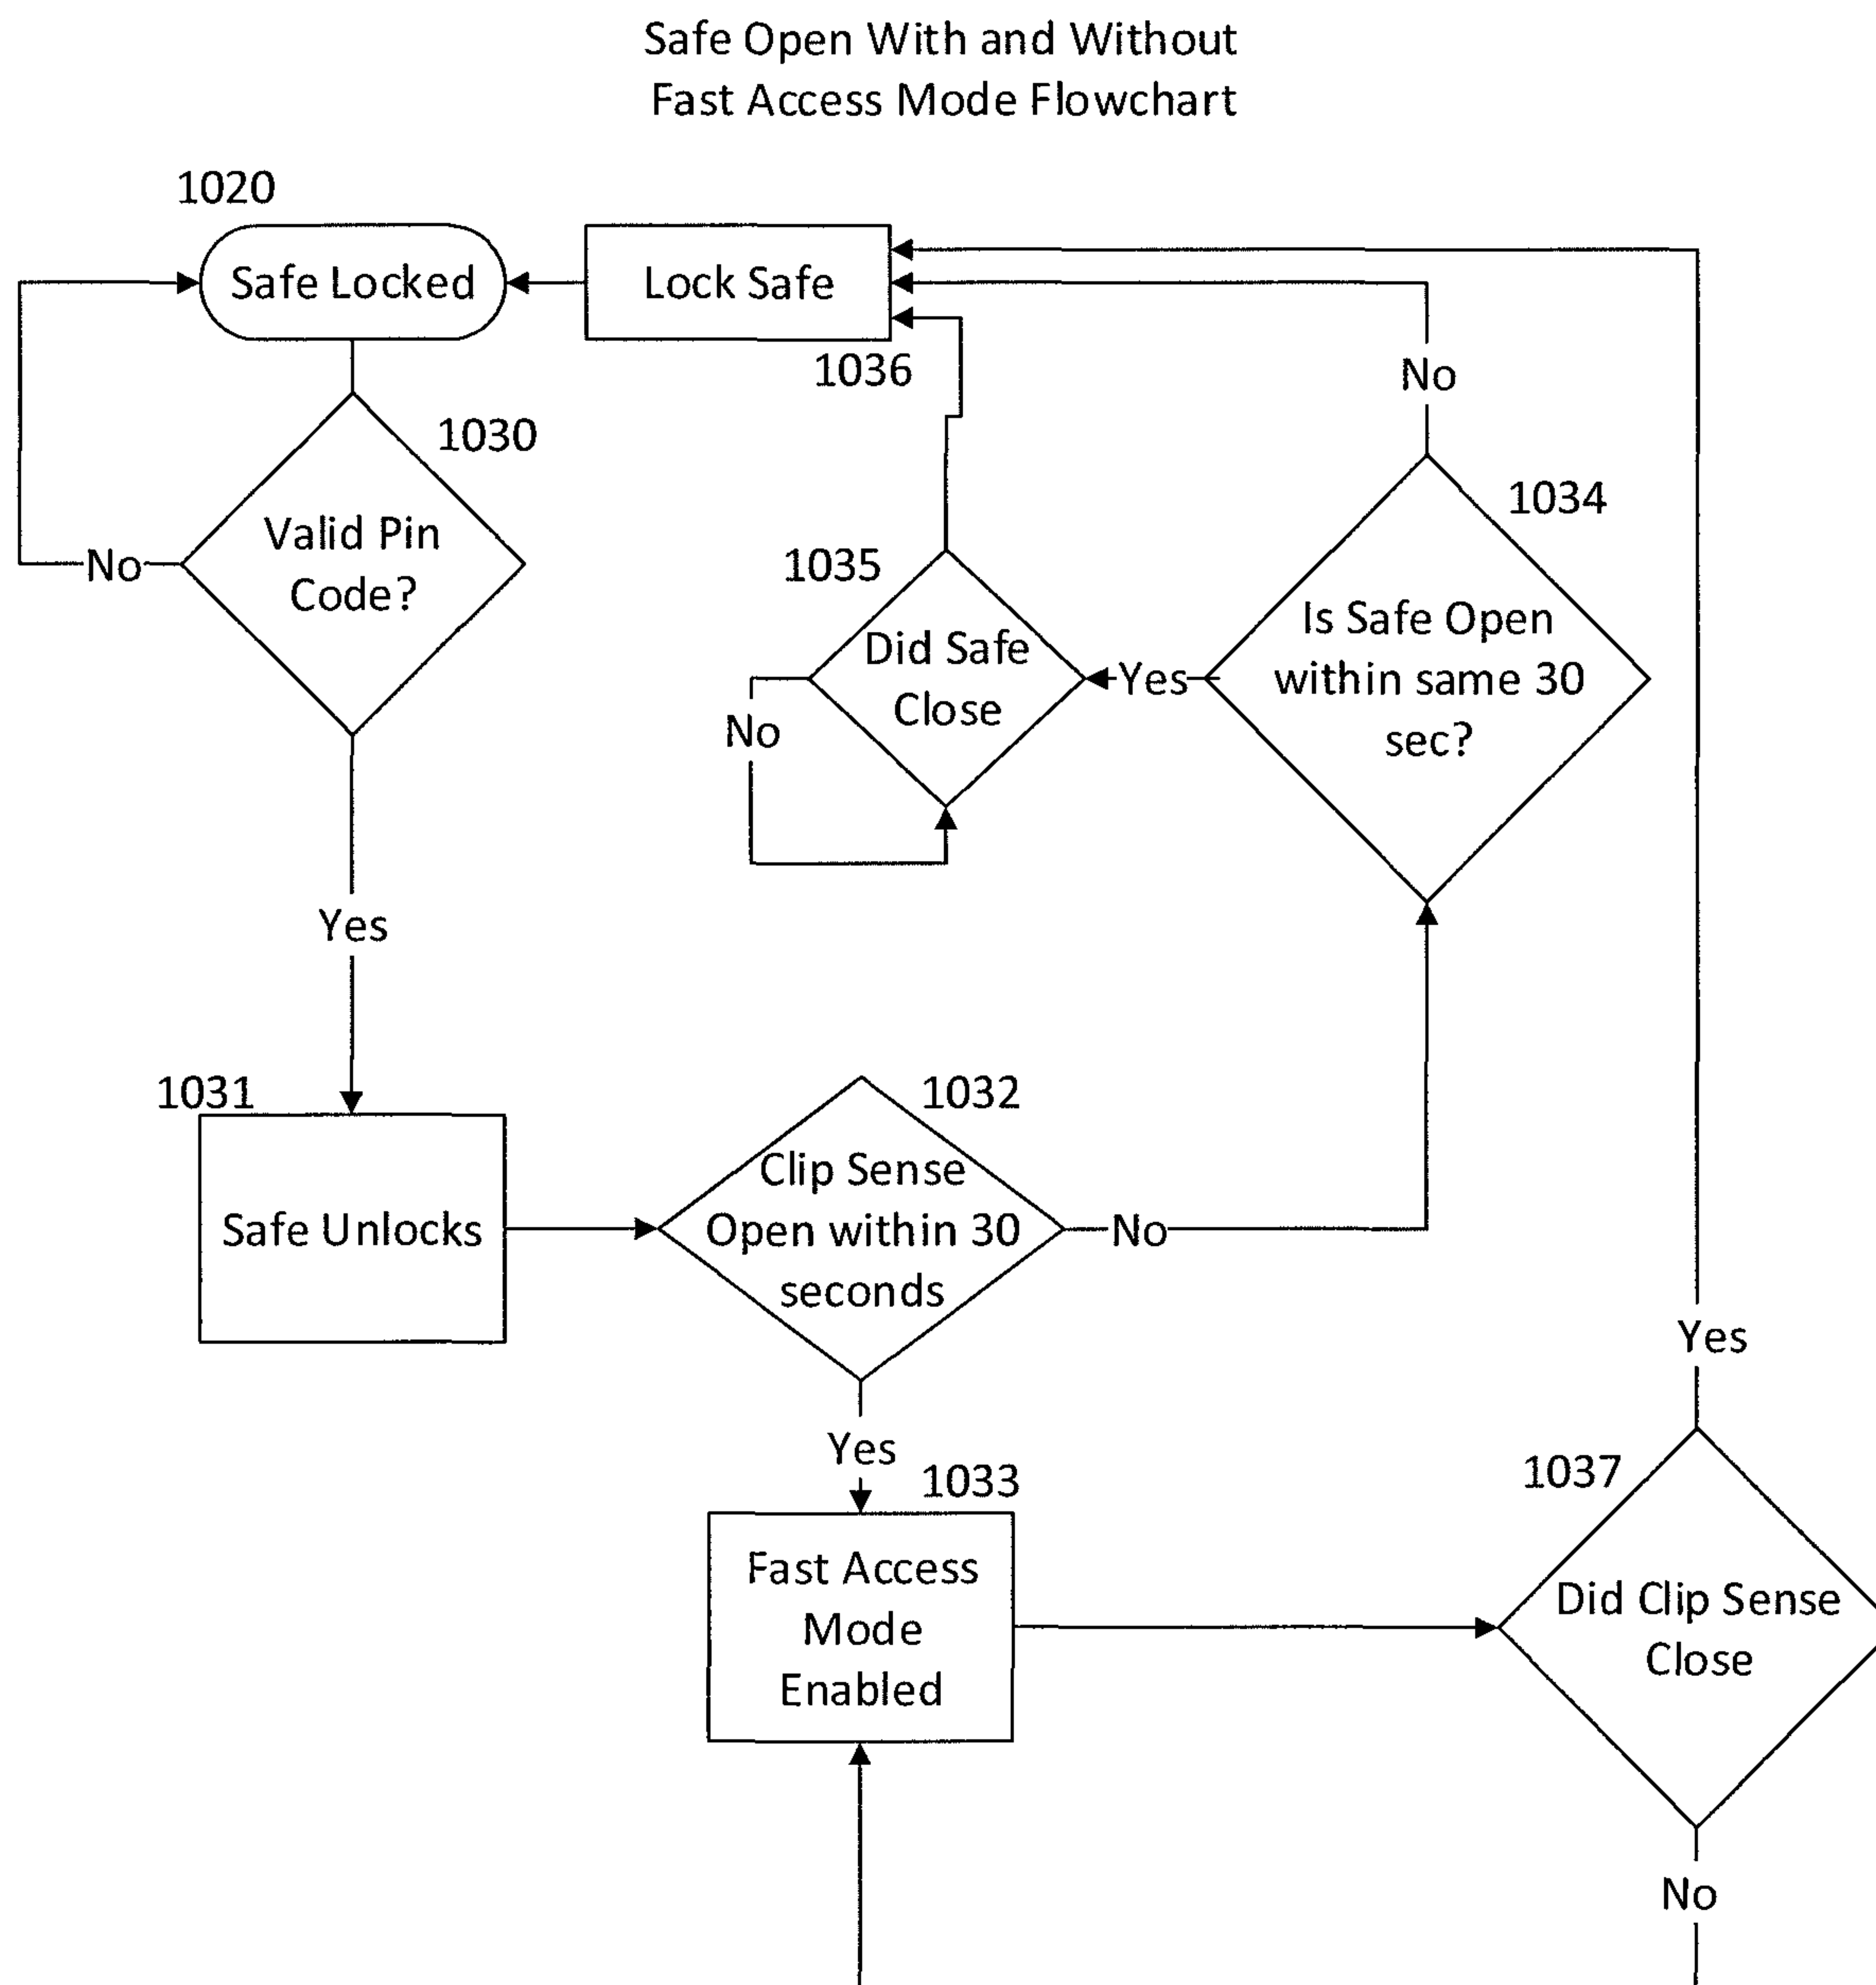 Safe Open With and Without
Fast Access Mode Flowchart
1020
Safe Locked
Lock Safe
1036
No
1030
Valid Pin
Code?
No
1034
Is Safe Open
within same 30
sec?
1035
Did Safe
Close
Yes
No
Yes
1031
Safe Unlocks
1032
Clip Sense
Open within 30
seconds
No
Yes
Yes
1033
Fast Access
Mode
Enabled
1037
Did Clip Sense
Close
No